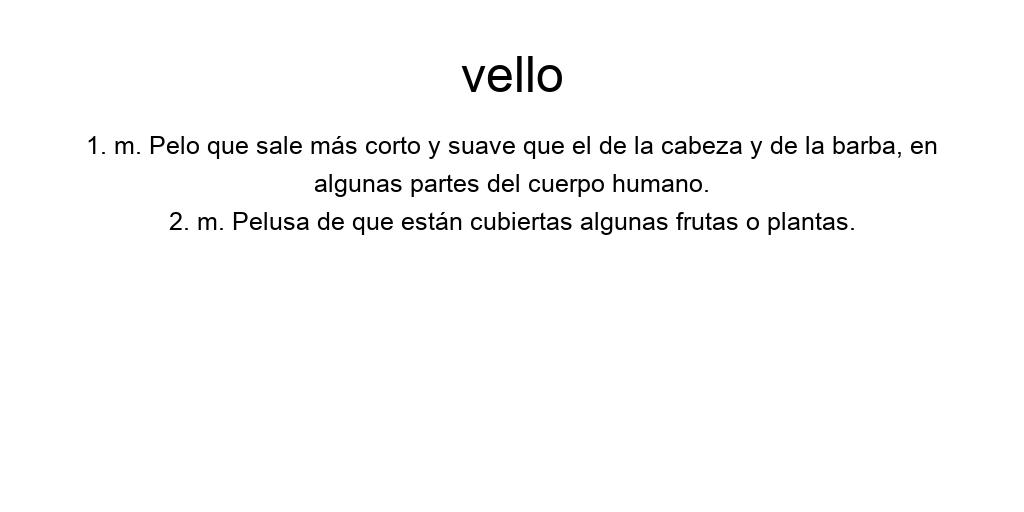 vello
1. m. Pelo que sale más corto y suave que el de la cabeza y de la barba, en
algunas partes del cuerpo humano.
2. m. Pelusa de que están cubiertas algunas frutas o plantas.